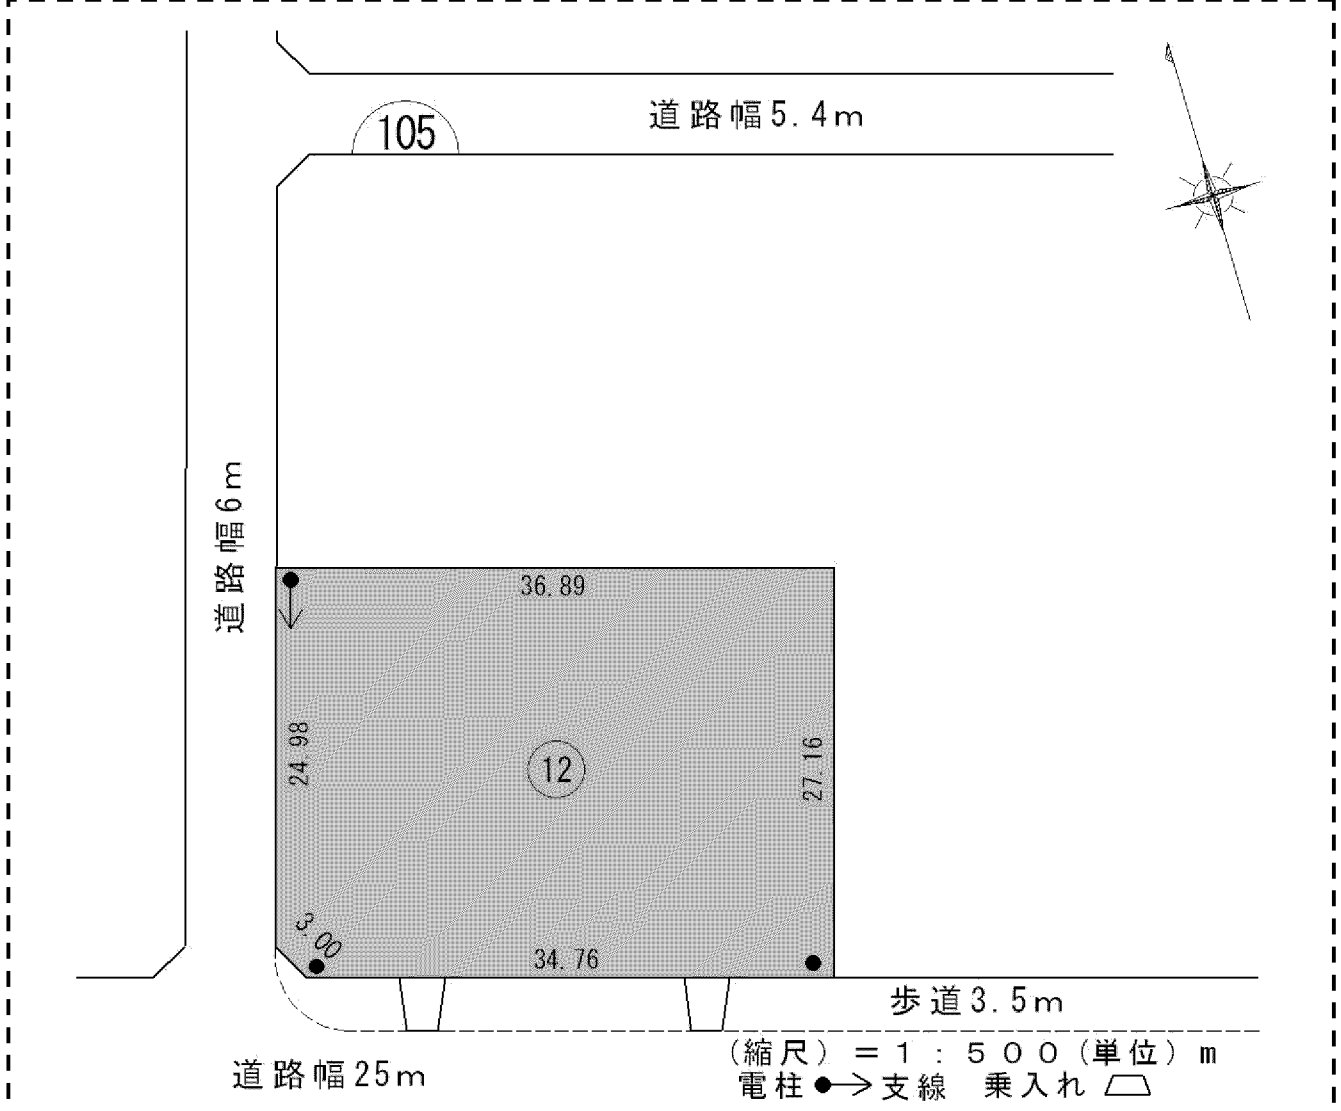 道路幅5.4m
105
道路幅6m
36.89
24.98
12
27.16
3.00
34.76
歩道3.5m
(縮尺)=1:500(単位)m
道路幅25m
電柱 支線 乗入れ